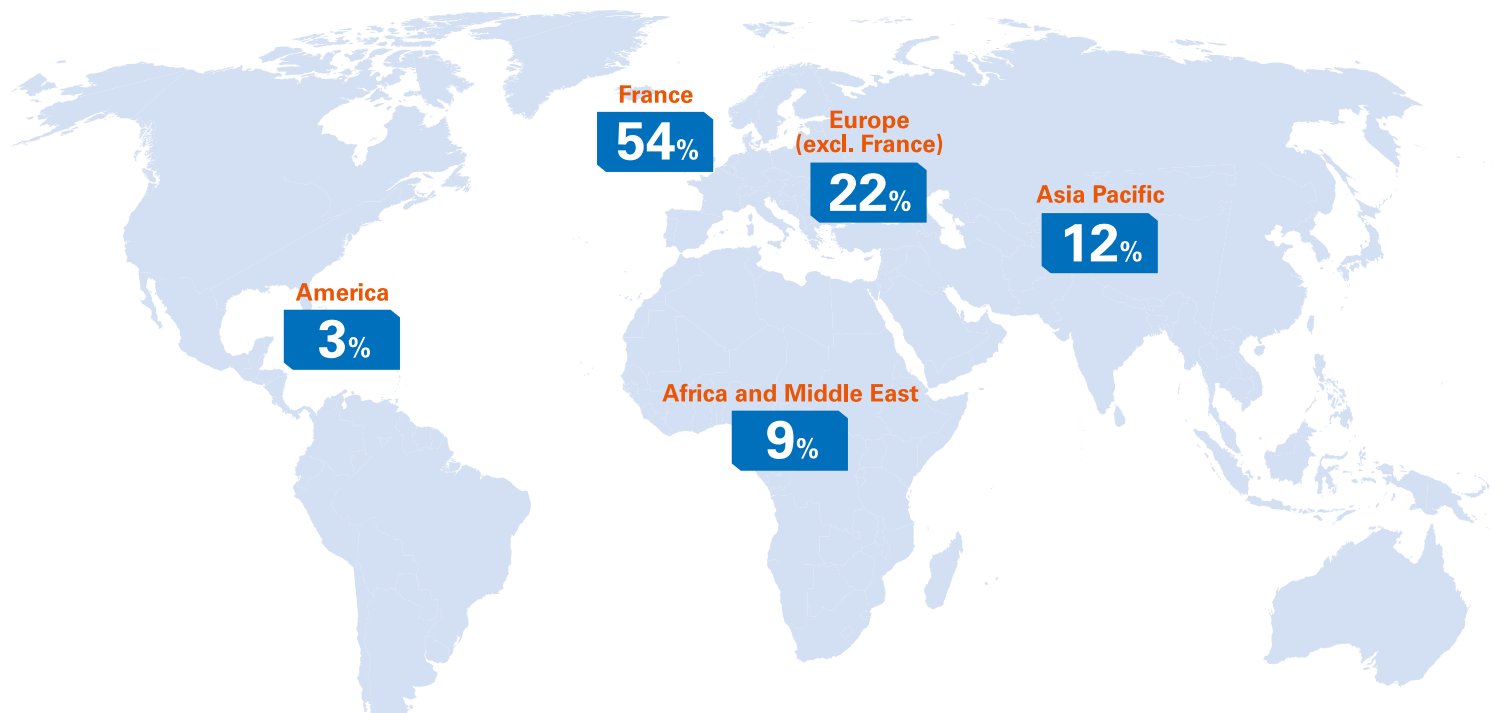 France
54%
Europe
(excl. France)
22%
Asia Pacific
12%
America
3%
Africa and Middle East
9%